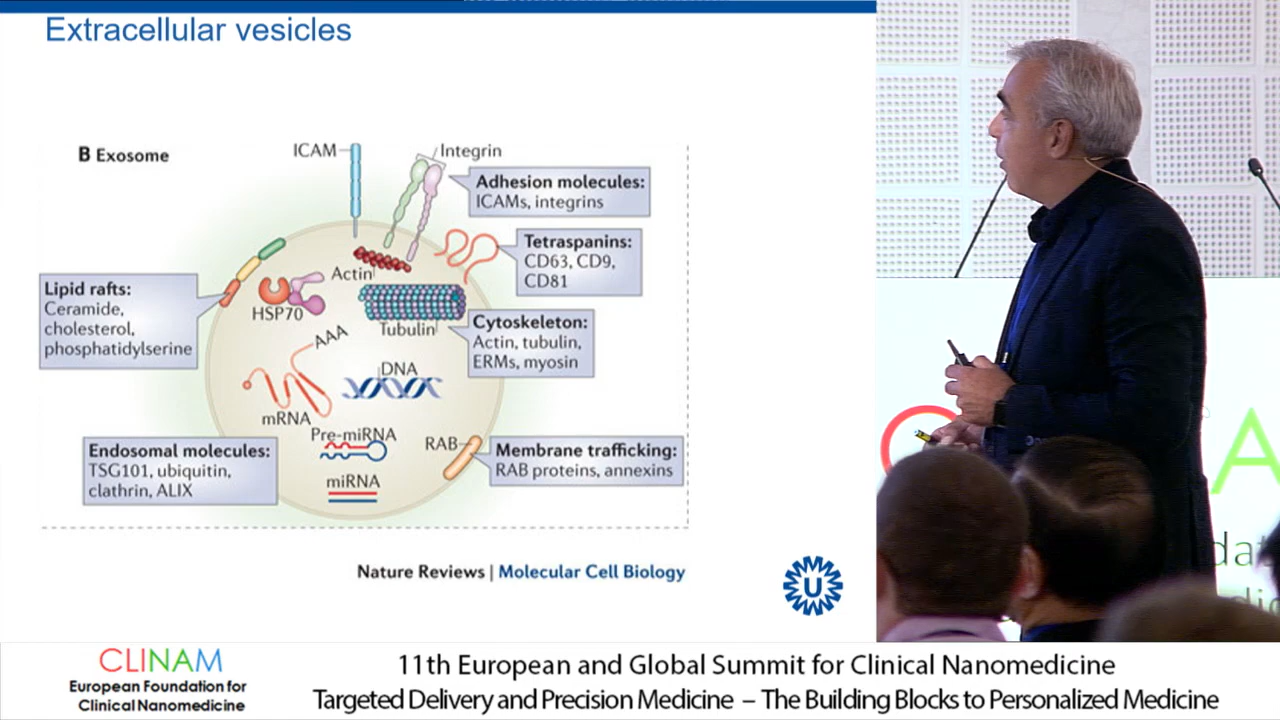 Extracellular vesicles
B Exosome
ICAM
Integrin
Adhesion molecules:
ICAMs, integrins
Tetraspanins:
CD63, CD9,
CD81
Actin
Lipid rafts:
Ceramide,
cholesterol,
phosphatidylserine
HSP70
Tubulin
Cytoskeleton:
Actin, tubulin,
ERMs, myosin
AAA
DNA
mRNA
Pre-miRNA
RAB
miRNA
Endosomal molecules:
TSG101, ubiquitin,
clathrin, ALIX
Membrane trafficking:
RAB proteins, annexins
Nature Reviews | Molecular Cell Biology
U
CLINAM
European Foundation for
Clinical Nanomedicine
11th European and Global Summit for Clinical Nanomedicine
Targeted Delivery and Precision Medicine – The Building Blocks to Personalized Medicine